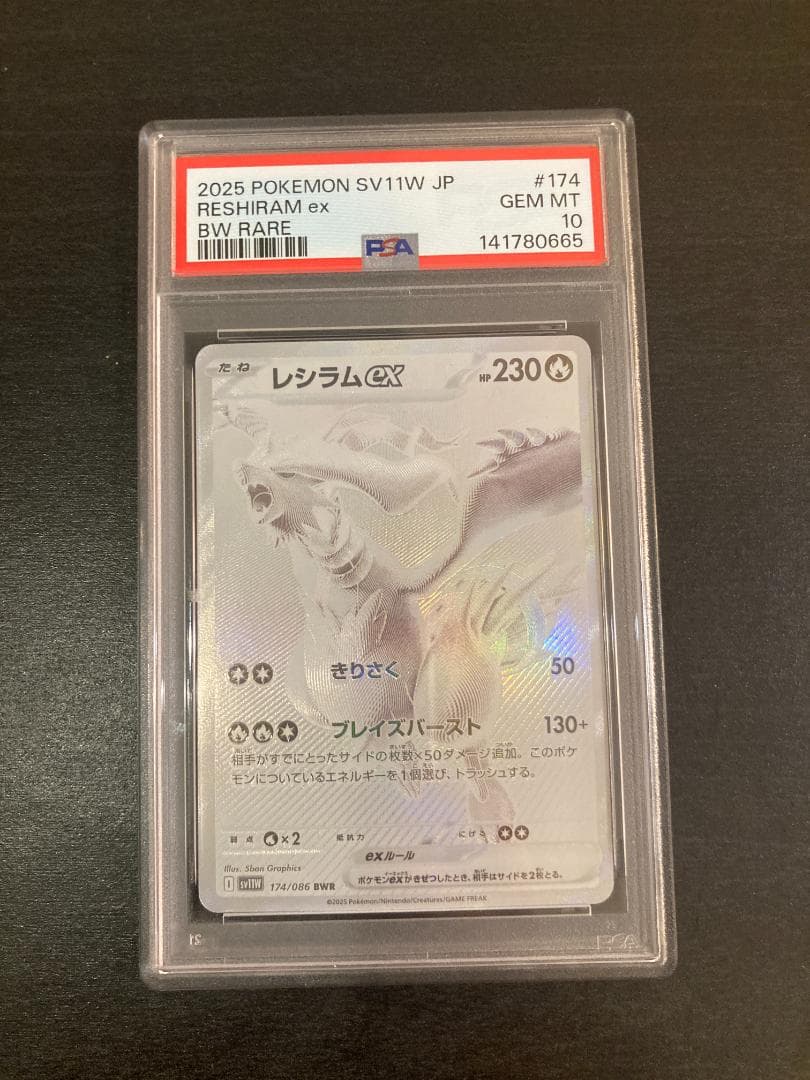 2025 POKEMON SV11W JP #174
RESHIRAM ex GEM MT
BW RARE 10
PSA 141780665
たね レシラムex HP230
きりさく 50
ブレイズバースト 130+
相手がすでにとったサイドの枚数×50ダメージ追加。このポケ
モンについているエネルギーを1個選び、トラッシュする。
弱点 ×2 抵抗力 にげる
exルール
Illus. 5ban Graphics
ポケモンexがきぜつしたとき、相手はサイドを2枚とる。
I sv11W 174/086 BWR
©2025 Pokémon/Nintendo/Creatures/GAME FREAK